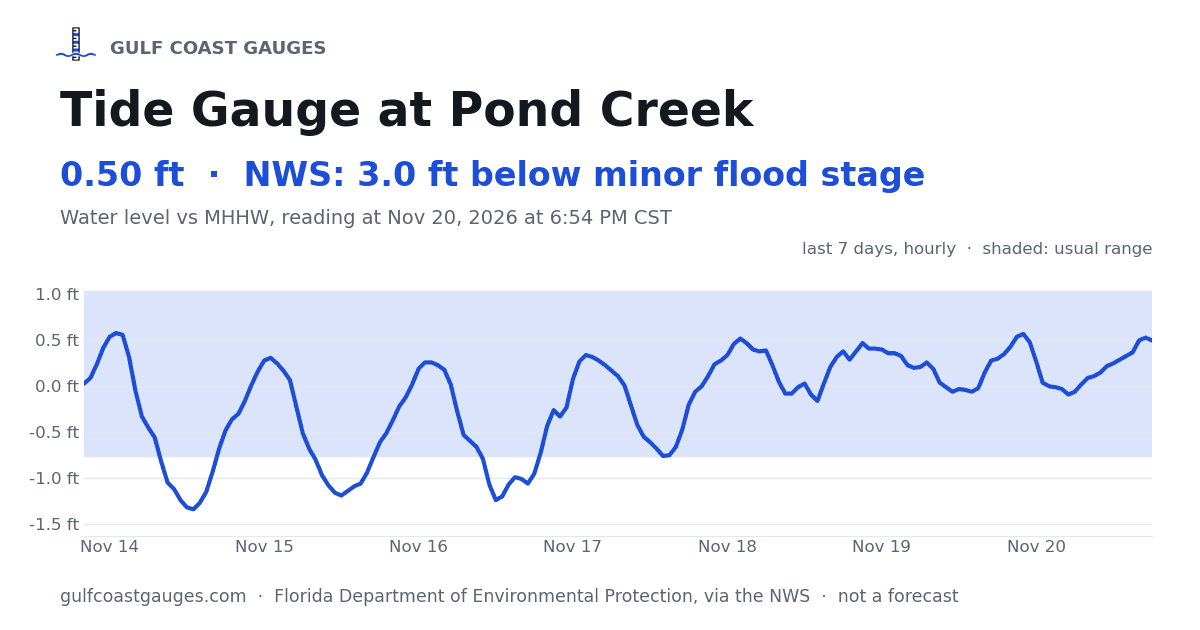 GULF COAST GAUGES
Tide Gauge at Pond Creek
0.50 ft · NWS: 3.0 ft below minor flood stage
Water level vs MHHW, reading at Nov 20, 2026 at 6:54 PM CST
last 7 days, hourly · shaded: usual range
1.0 ft
0.5 ft
0.0 ft
-0.5 ft
-1.0 ft
-1.5 ft
Nov 14 Nov 15 Nov 16 Nov 17 Nov 18 Nov 19 Nov 20
gulfcoastgauges.com · Florida Department of Environmental Protection, via the NWS · not a forecast